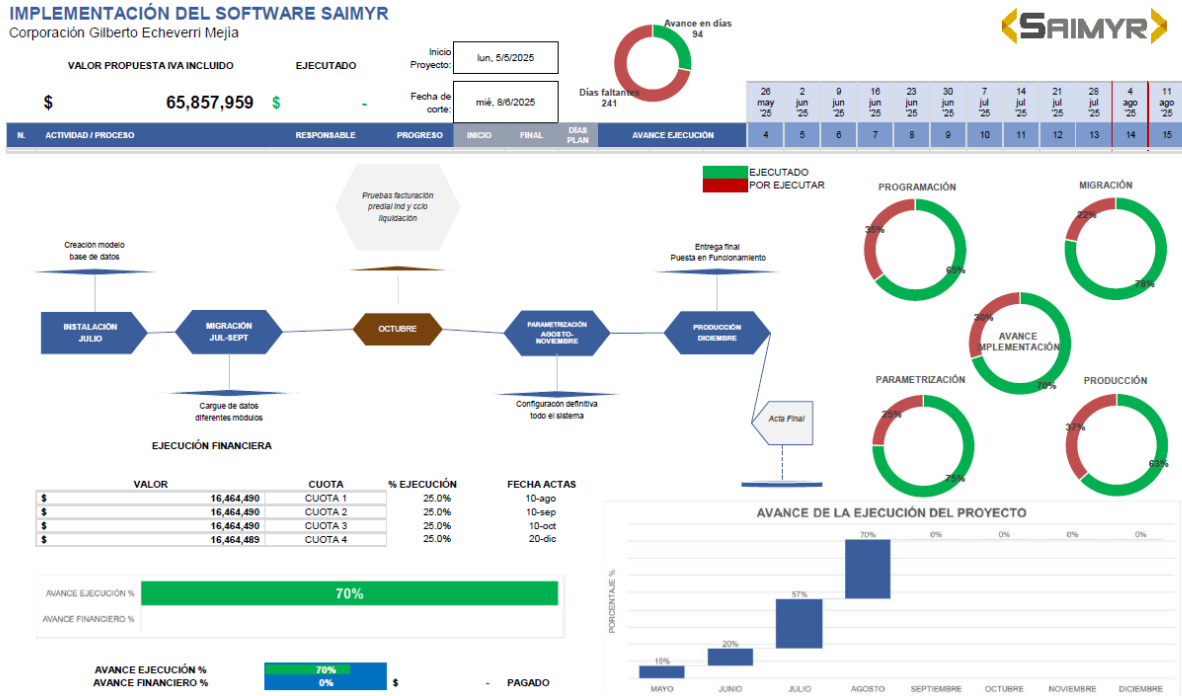 IMPLEMENTACIÓN DEL SOFTWARE SAIMYR
Corporación Gilberto Echeverri Mejia
SAIMYR
VALOR PROPUESTA IVA INCLUIDO
EJECUTADO
Inicio Proyecto:
lun, 5/5/2025
$ 65,857,959 $ -
Fecha de corte:
mié, 8/6/2025
Avance en días
94
Días faltantes
241
26 may '25
2 jun '25
9 jun '25
16 jun '25
23 jun '25
30 jun '25
7 jul '25
14 jul '25
21 jul '25
28 jul '25
4 ago '25
11 ago '25
N. ACTIVIDAD / PROCESO RESPONSABLE PROGRESO INICIO FINAL DÍAS PLAN AVANCE EJECUCIÓN 4 5 6 7 8 9 10 11 12 13 14 15
EJECUTADO
POR EJECUTAR
Pruebas facturación
predial ind y ccio
liquidación
Creación modelo
base de datos
Entrega final
Puesta en Funcionamiento
INSTALACIÓN
JULIO
MIGRACIÓN
JUL-SEPT
OCTUBRE
PARAMETRIZACIÓN
AGOSTO-
NOVIEMBRE
PRODUCCIÓN
DICIEMBRE
Cargue de datos
diferentes módulos
Configuracón definitiva
todo el sistema
Acta Final
PROGRAMACIÓN
35%
65%
MIGRACIÓN
22%
78%
AVANCE
IMPLEMENTACIÓN
30%
70%
PARAMETRIZACIÓN
25%
75%
PRODUCCIÓN
37%
63%
EJECUCIÓN FINANCIERA
VALOR CUOTA % EJECUCIÓN FECHA ACTAS
$ 16,464,490 CUOTA 1 25.0% 10-ago
$ 16,464,490 CUOTA 2 25.0% 10-sep
$ 16,464,490 CUOTA 3 25.0% 10-oct
$ 16,464,489 CUOTA 4 25.0% 20-dic
AVANCE EJECUCIÓN % 70%
AVANCE FINANCIERO %
AVANCE EJECUCIÓN % 70%
AVANCE FINANCIERO % 0% $ - PAGADO
AVANCE DE LA EJECUCIÓN DEL PROYECTO
PORCENTAJE %
15%
20%
57%
70%
0%
0%
0%
0%
MAYO JUNIO JULIO AGOSTO SEPTIEMBRE OCTUBRE NOVIEMBRE DICIEMBRE